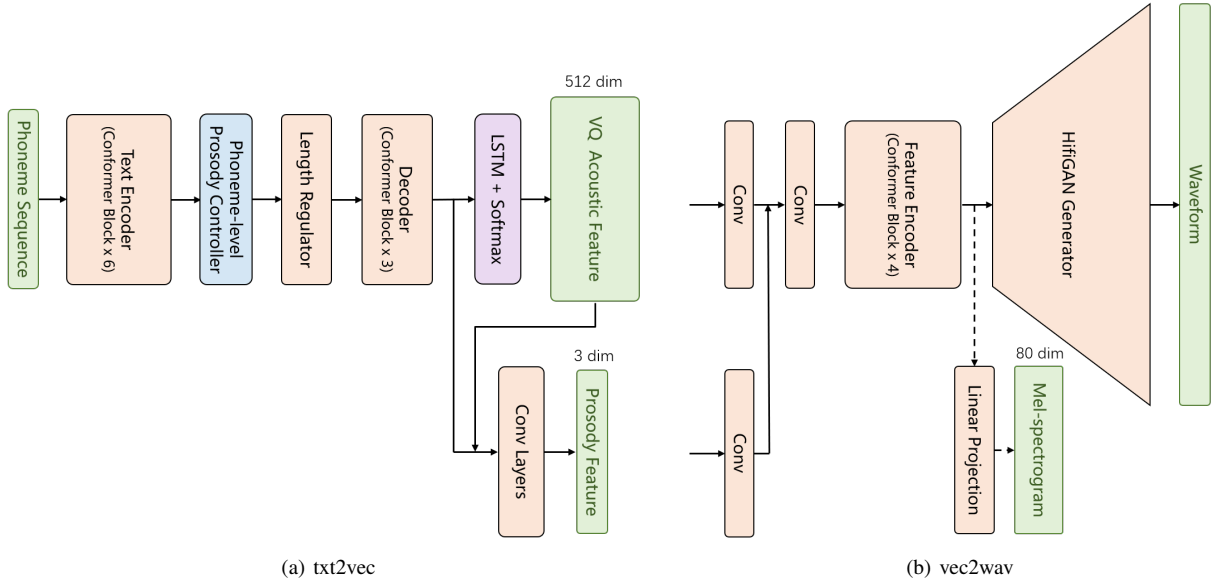 Phoneme Sequence
Text Encoder
(Conformer Block x 6)
Phoneme-level
Prosody Controller
Length Regulator
Decoder
(Conformer Block x 3)
LSTM + Softmax
512 dim
VQ Acoustic Feature
Conv Layers
3 dim
Prosody Feature
(a) txt2vec
Conv
Conv
Conv
Feature Encoder
(Conformer Block x 4)
HifiGAN Generator
Waveform
Linear Projection
80 dim
Mel-spectrogram
(b) vec2wav